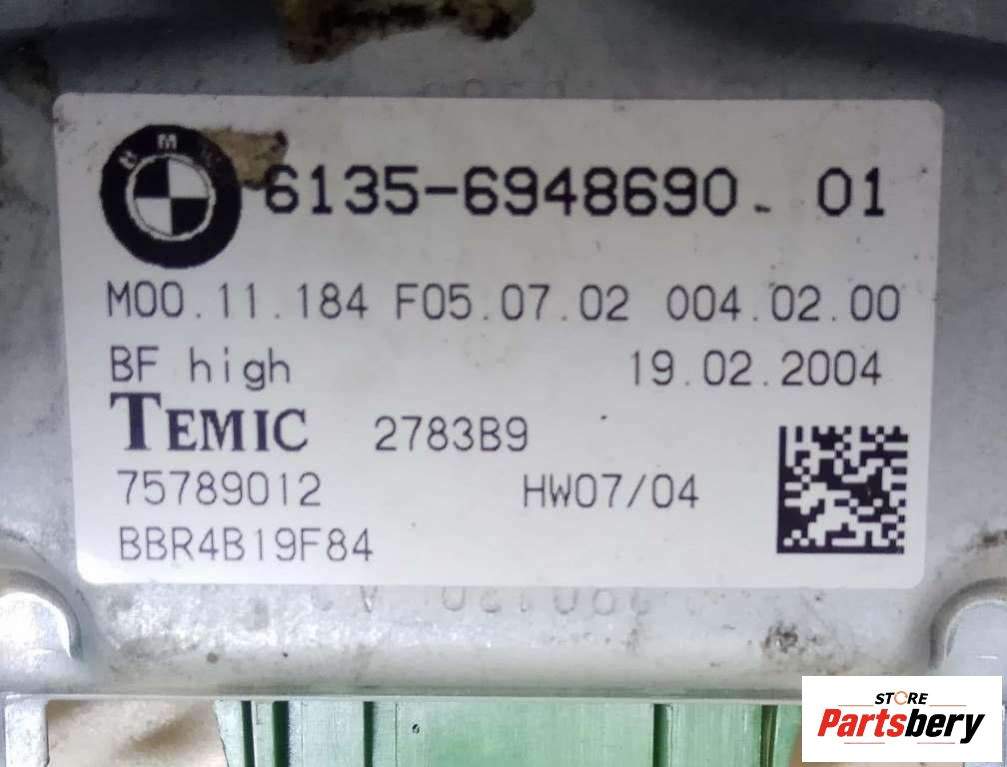 BMW
6135-6948690. 01
M00.11.184 F05.07.02 004.02.00
BF high 19.02.2004
TEMIC 2783B9
75789012 HW07/04
BBR4B19F84
STORE
Partsbery